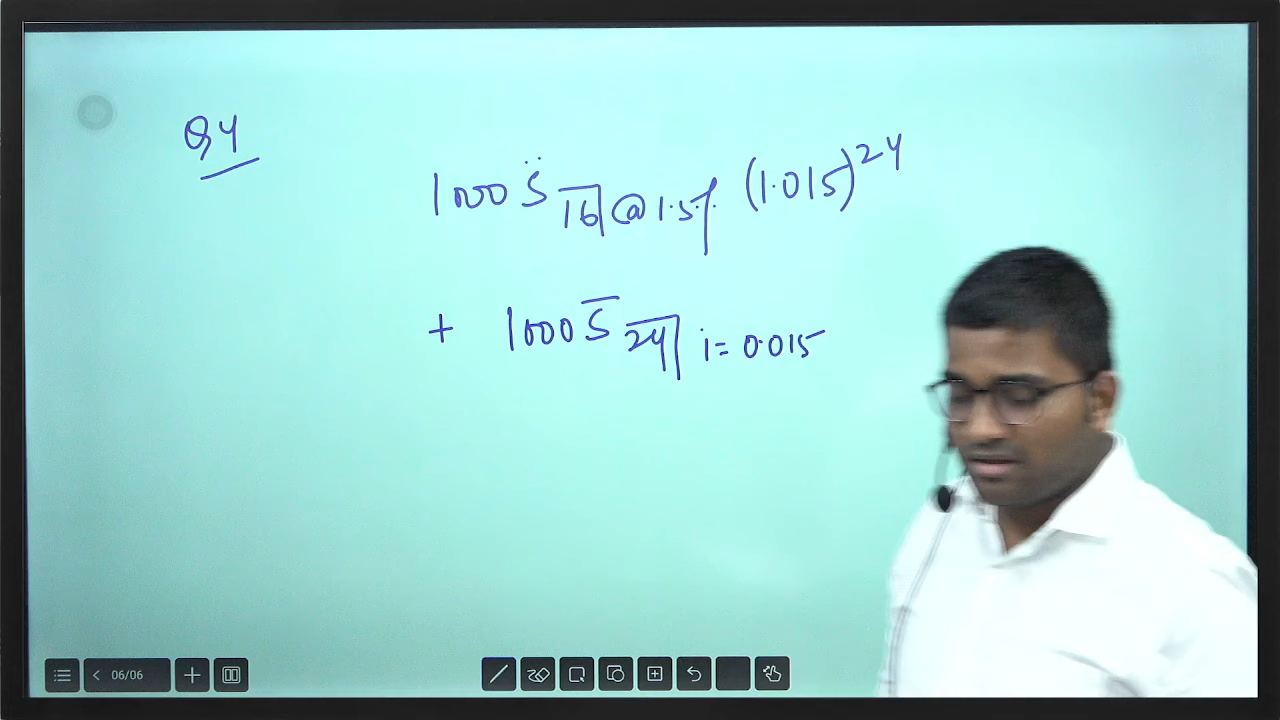 Q4
1000 S̈ 16⌉ @ 1.5% (1.015)^24
+ 1000 S̅ 24⌉ i = 0.015
06/06